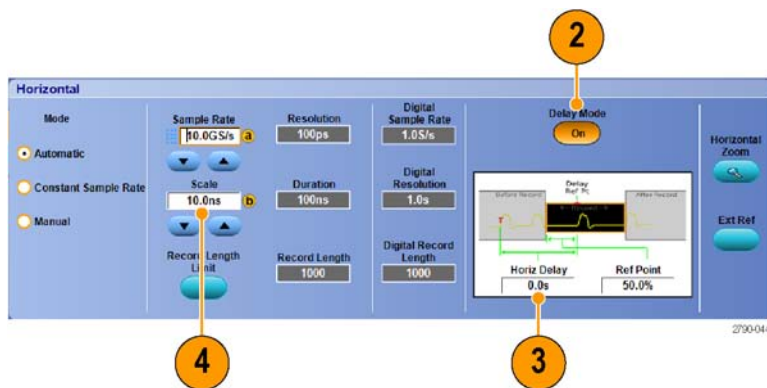 2
Horizontal
Mode
Automatic
Constant Sample Rate
Manual
Sample Rate
10.0GS/s a
Scale
10.0ns b
Record Length
Limit
Resolution
100ps
Duration
100ns
Record Length
1000
Digital
Sample Rate
1.0S/s
Digital
Resolution
1.0s
Digital Record
Length
1000
Delay Mode
On
Delay
Ref Pt
Before Record
After Record
T
Horiz Delay
0.0s
Ref Point
50.0%
Horizontal
Zoom
Ext Ref
2790-044
4
3